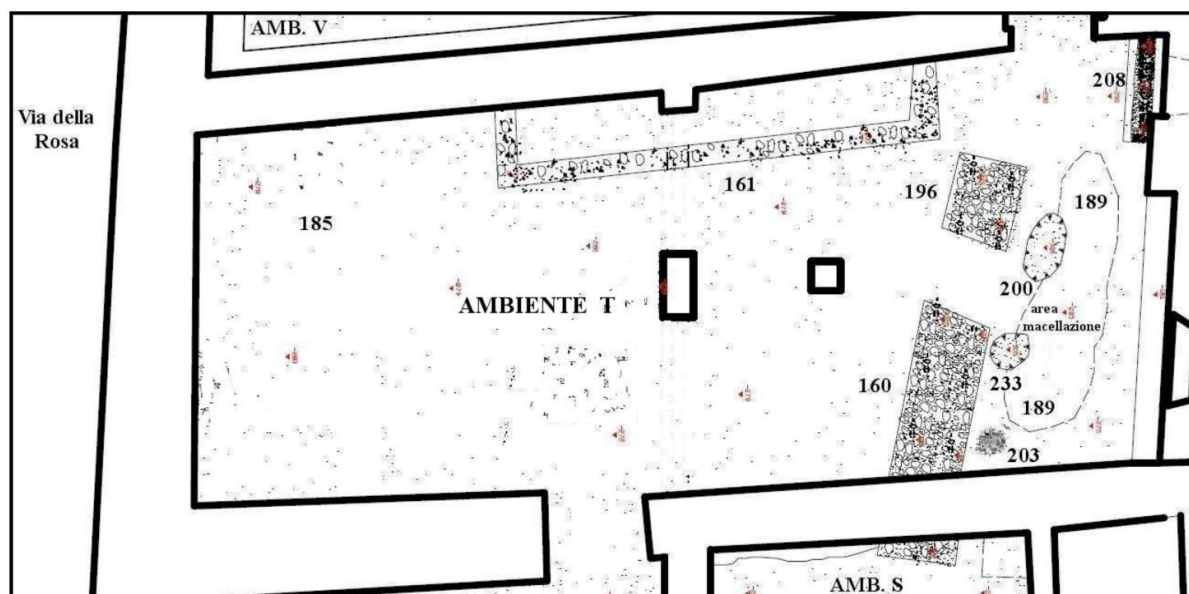 AMB. V
Via della
Rosa
208
161
196
189
185
200
AMBIENTE T
area
macellazione
160
233
189
203
AMB. S